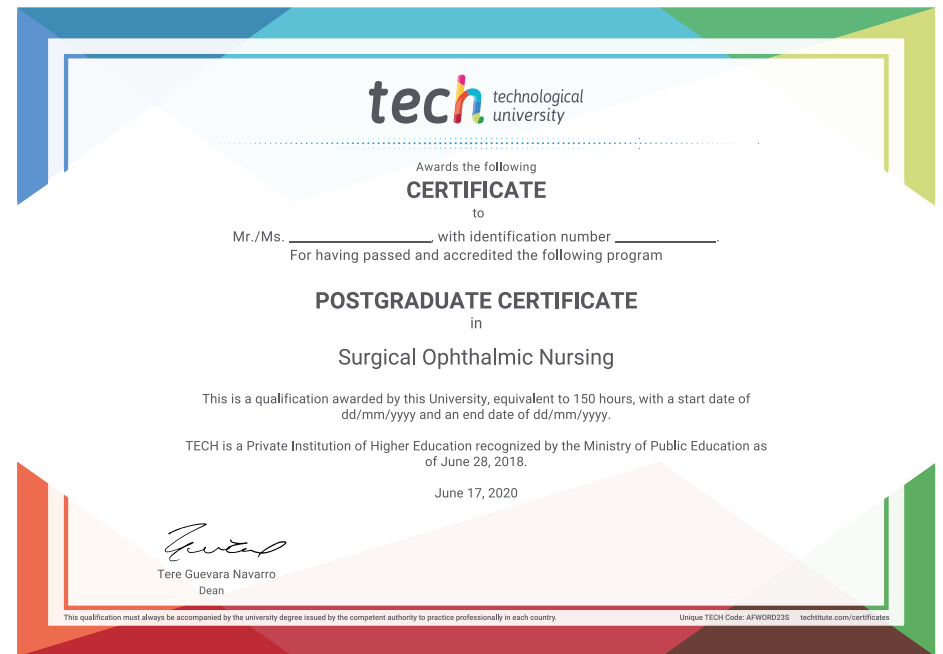 tech technological
university
Awards the following
CERTIFICATE
to
Mr./Ms. ____________________, with identification number ______________.
For having passed and accredited the following program
POSTGRADUATE CERTIFICATE
in
Surgical Ophthalmic Nursing
This is a qualification awarded by this University, equivalent to 150 hours, with a start date of
dd/mm/yyyy and an end date of dd/mm/yyyy.
TECH is a Private Institution of Higher Education recognized by the Ministry of Public Education as
of June 28, 2018.
June 17, 2020
Tere Guevara Navarro
Dean
This qualification must always be accompanied by the university degree issued by the competent authority to practice professionally in each country.
Unique TECH Code: AFWORD23S techtitute.com/certificates